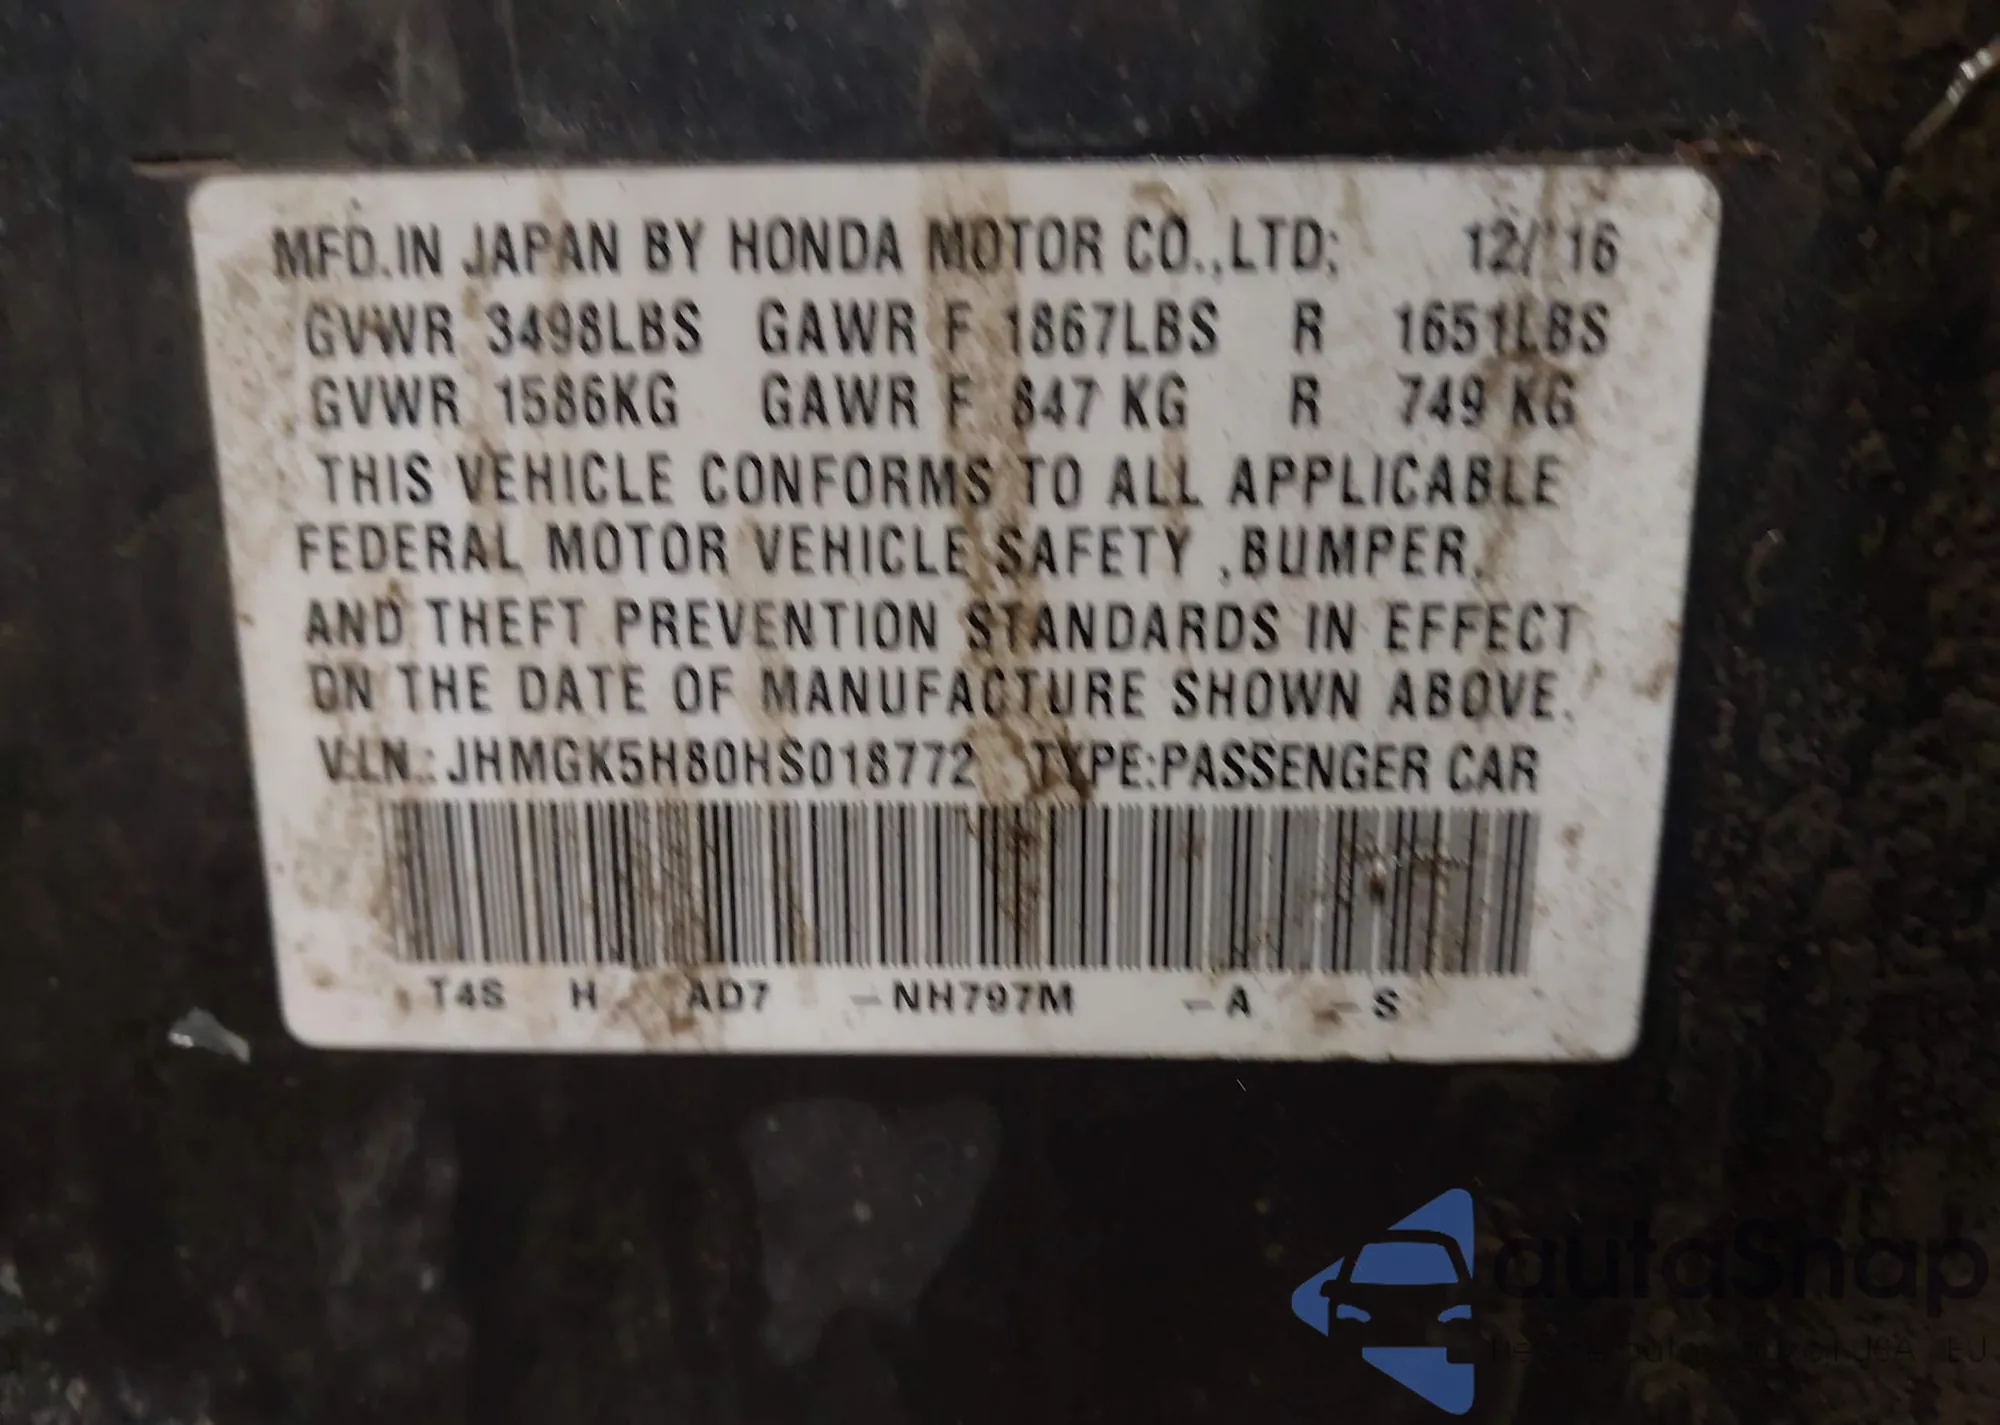 MFD.IN JAPAN BY HONDA MOTOR CO.,LTD; 12/ 16
GVWR 3498LBS GAWR F 1867LBS R 1651LBS
GVWR 1586KG GAWR F 847 KG R 749 KG
THIS VEHICLE CONFORMS TO ALL APPLICABLE
FEDERAL MOTOR VEHICLE SAFETY ,BUMPER,
AND THEFT PREVENTION STANDARDS IN EFFECT
ON THE DATE OF MANUFACTURE SHOWN ABOVE.
V.I.N.: JHMGK5H80HS018772 TYPE:PASSENGER CAR
T4S H AD7 -NH797M -A -S
autaSnap